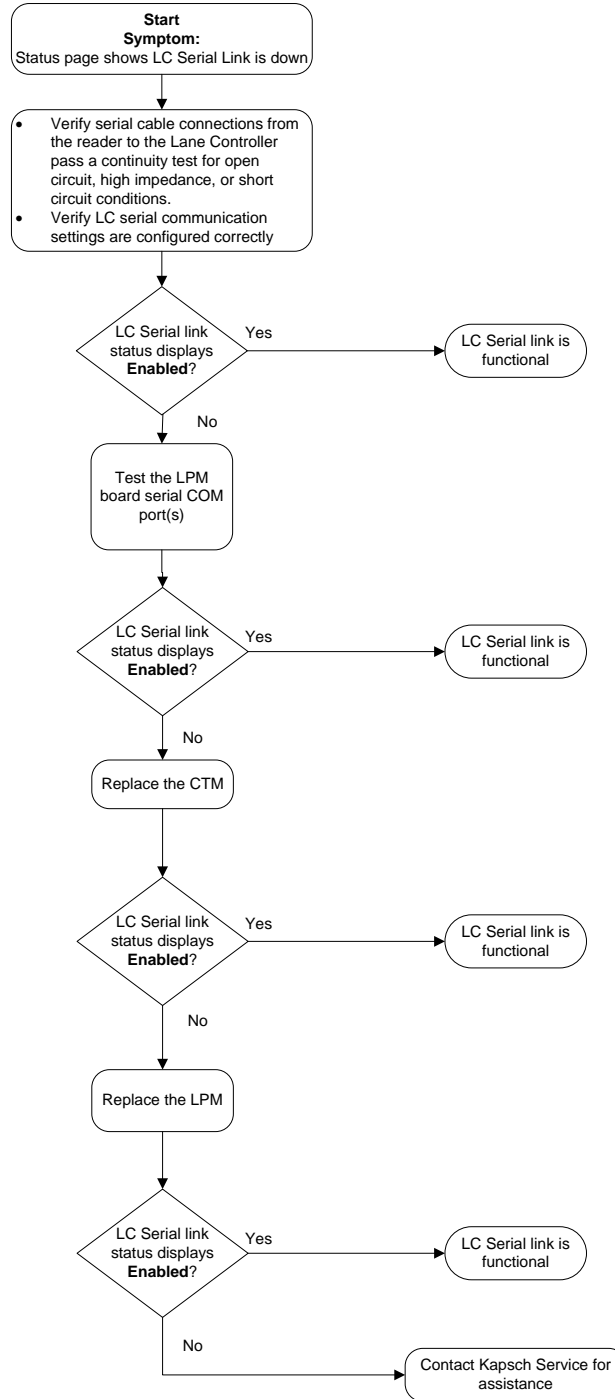 Start
Symptom:
Status page shows LC Serial Link is down
• Verify serial cable connections from
the reader to the Lane Controller
pass a continuity test for open
circuit, high impedance, or short
circuit conditions.
• Verify LC serial communication
settings are configured correctly
LC Serial link
status displays
Enabled?
Yes
LC Serial link is
functional
No
Test the LPM
board serial COM
port(s)
LC Serial link
status displays
Enabled?
Yes
LC Serial link is
functional
No
Replace the CTM
LC Serial link
status displays
Enabled?
Yes
LC Serial link is
functional
No
Replace the LPM
LC Serial link
status displays
Enabled?
Yes
LC Serial link is
functional
No
Contact Kapsch Service for
assistance